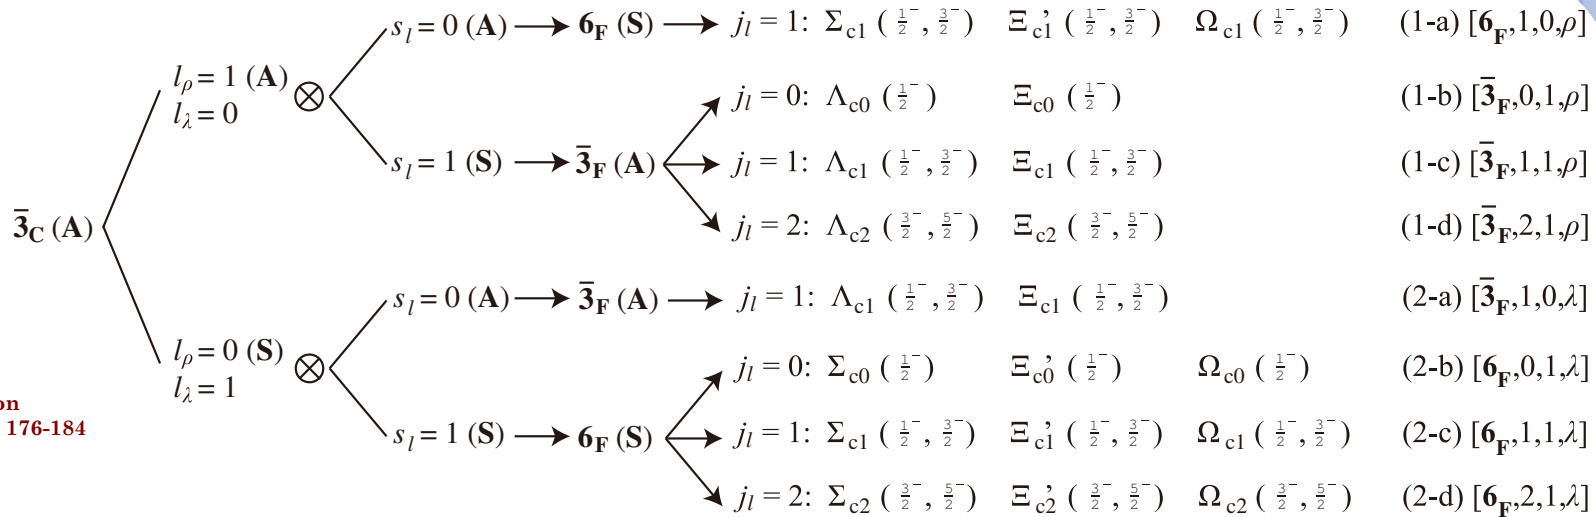 s_l = 0 (A) → 6_F (S) → j_l = 1: Σ_c1 ( 1/2⁻, 3/2⁻ ) Ξ'_c1 ( 1/2⁻, 3/2⁻ ) Ω_c1 ( 1/2⁻, 3/2⁻ ) (1-a) [6_F,1,0,ρ]
l_ρ = 1 (A)
l_λ = 0
⊗
j_l = 0: Λ_c0 ( 1/2⁻ ) Ξ_c0 ( 1/2⁻ ) (1-b) [3̄_F,0,1,ρ]
s_l = 1 (S) → 3̄_F (A) j_l = 1: Λ_c1 ( 1/2⁻, 3/2⁻ ) Ξ_c1 ( 1/2⁻, 3/2⁻ ) (1-c) [3̄_F,1,1,ρ]
j_l = 2: Λ_c2 ( 3/2⁻, 5/2⁻ ) Ξ_c2 ( 3/2⁻, 5/2⁻ ) (1-d) [3̄_F,2,1,ρ]
3̄_C (A)
s_l = 0 (A) → 3̄_F (A) → j_l = 1: Λ_c1 ( 1/2⁻, 3/2⁻ ) Ξ_c1 ( 1/2⁻, 3/2⁻ ) (2-a) [3̄_F,1,0,λ]
l_ρ = 0 (S)
l_λ = 1
⊗
j_l = 0: Σ_c0 ( 1/2⁻ ) Ξ'_c0 ( 1/2⁻ ) Ω_c0 ( 1/2⁻ ) (2-b) [6_F,0,1,λ]
s_l = 1 (S) → 6_F (S) j_l = 1: Σ_c1 ( 1/2⁻, 3/2⁻ ) Ξ'_c1 ( 1/2⁻, 3/2⁻ ) Ω_c1 ( 1/2⁻, 3/2⁻ ) (2-c) [6_F,1,1,λ]
j_l = 2: Σ_c2 ( 3/2⁻, 5/2⁻ ) Ξ'_c2 ( 3/2⁻, 5/2⁻ ) Ω_c2 ( 3/2⁻, 5/2⁻ ) (2-d) [6_F,2,1,λ]
on
176-184